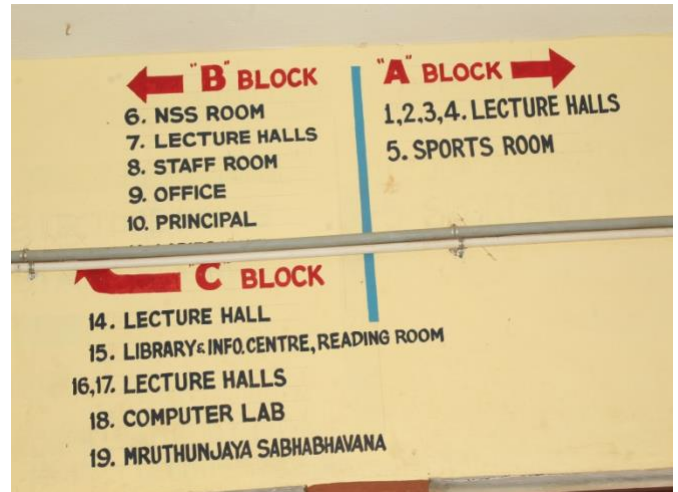 "B" BLOCK
6. NSS ROOM
7. LECTURE HALLS
8. STAFF ROOM
9. OFFICE
10. PRINCIPAL
"A" BLOCK
1,2,3,4. LECTURE HALLS
5. SPORTS ROOM
"C" BLOCK
14. LECTURE HALL
15. LIBRARY & INFO. CENTRE, READING ROOM
16,17. LECTURE HALLS
18. COMPUTER LAB
19. MRUTHUNJAYA SABHABHAVANA